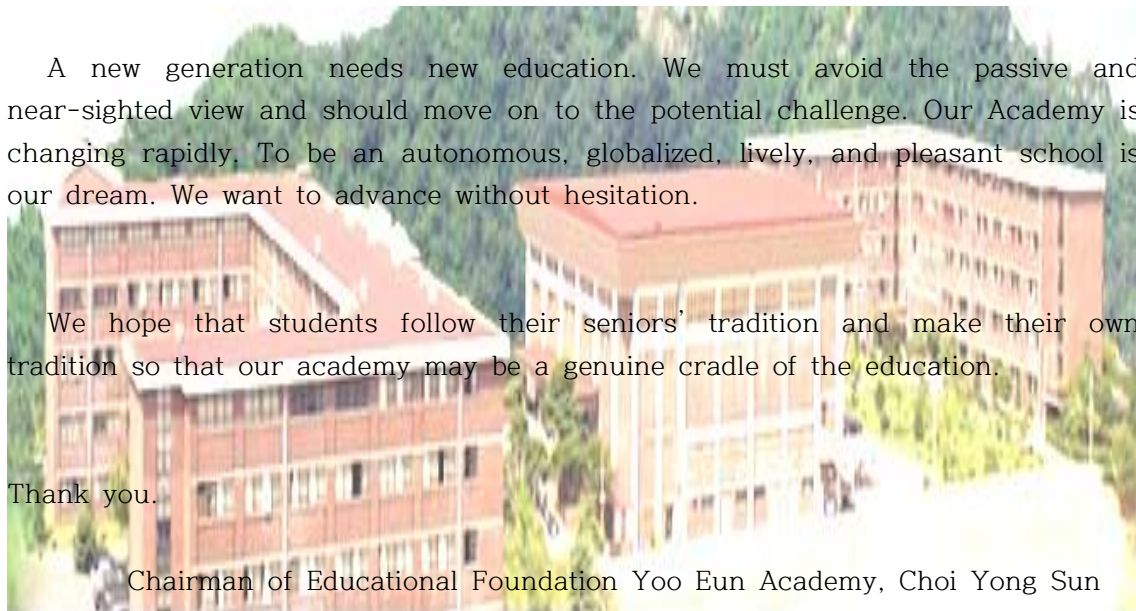 A new generation needs new education. We must avoid the passive and
near-sighted view and should move on to the potential challenge. Our Academy is
changing rapidly. To be an autonomous, globalized, lively, and pleasant school is
our dream. We want to advance without hesitation.
We hope that students follow their seniors' tradition and make their own
tradition so that our academy may be a genuine cradle of the education.
Thank you.
Chairman of Educational Foundation Yoo Eun Academy, Choi Yong Sun